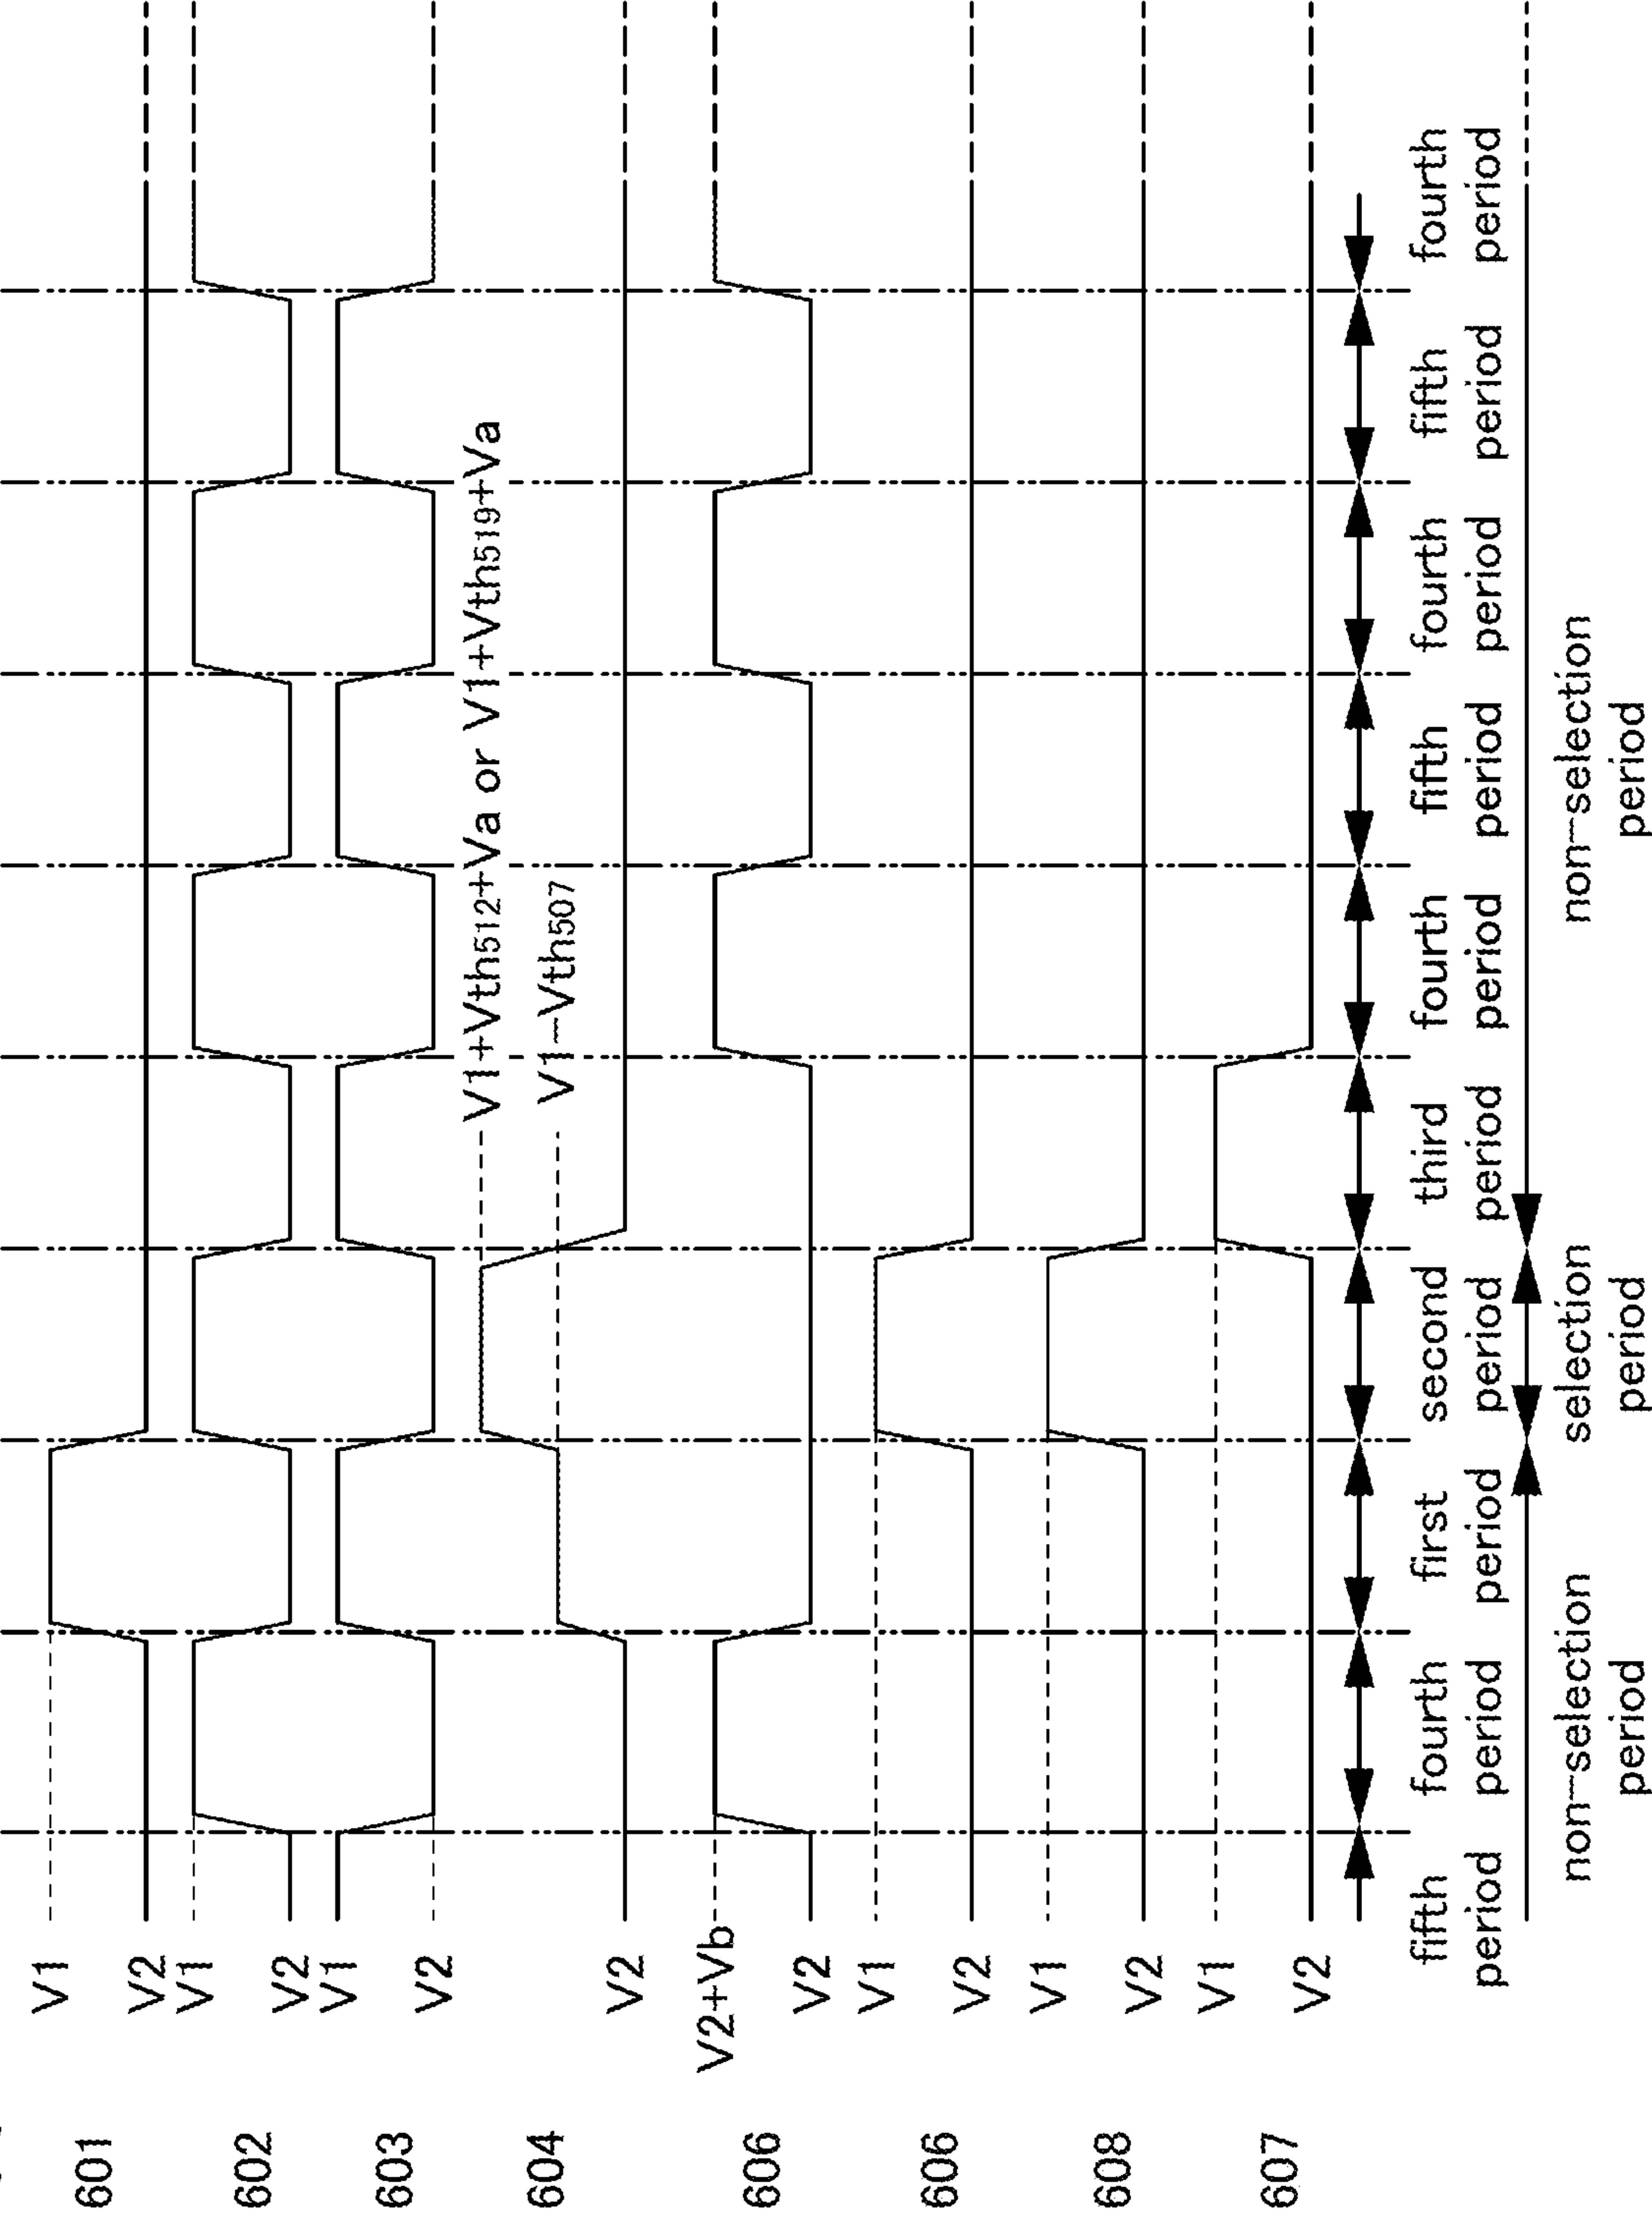 601
V1
V2
602
V1
V2
603
V1
V2
604
V1+Vth512+Va or V1+Vth519+Va
V1-Vth507
V2
606
V2+Vb
V2
606
V1
V2
608
V1
V2
607
V1
V2
fifth
period
fourth
period
first
period
second
period
third
period
fourth
period
fifth
period
fourth
period
fifth
period
fourth
period
non-selection
period
selection
period
non-selection
period